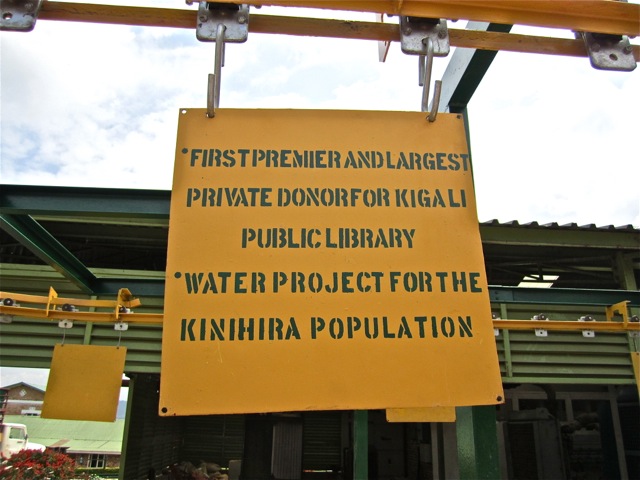 •FIRST PREMIER AND LARGEST
PRIVATE DONOR FOR KIGALI
PUBLIC LIBRARY
•WATER PROJECT FOR THE
KINIHIRA POPULATION